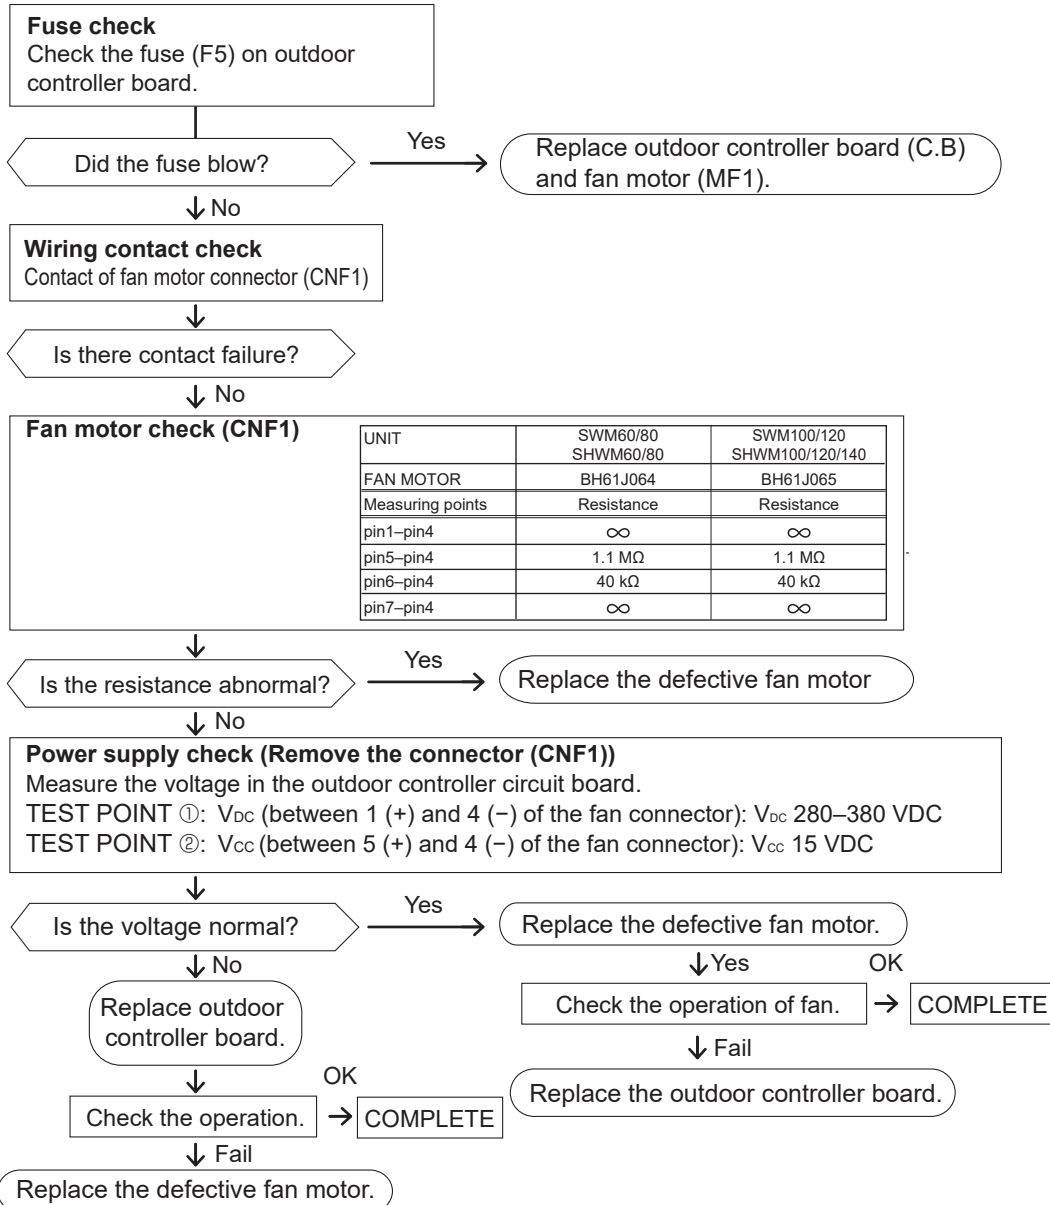 Fuse check
Check the fuse (F5) on outdoor
controller board.
Did the fuse blow?
Yes
Replace outdoor controller board (C.B)
and fan motor (MF1).
No
Wiring contact check
Contact of fan motor connector (CNF1)
Is there contact failure?
No
Fan motor check (CNF1)
UNIT SWM60/80 SWM100/120
SHWM60/80 SHWM100/120/140
FAN MOTOR BH61J064 BH61J065
Measuring points Resistance Resistance
pin1–pin4 ∞ ∞
pin5–pin4 1.1 MΩ 1.1 MΩ
pin6–pin4 40 kΩ 40 kΩ
pin7–pin4 ∞ ∞
Is the resistance abnormal?
Yes
Replace the defective fan motor
No
Power supply check (Remove the connector (CNF1))
Measure the voltage in the outdoor controller circuit board.
TEST POINT ①: VDC (between 1 (+) and 4 (−) of the fan connector): VDC 280–380 VDC
TEST POINT ②: VCC (between 5 (+) and 4 (−) of the fan connector): VCC 15 VDC
Is the voltage normal?
Yes
Replace the defective fan motor.
No
Yes
OK
Replace outdoor
controller board.
Check the operation of fan.
COMPLETE
Fail
Replace the outdoor controller board.
OK
Check the operation.
COMPLETE
Fail
Replace the defective fan motor.